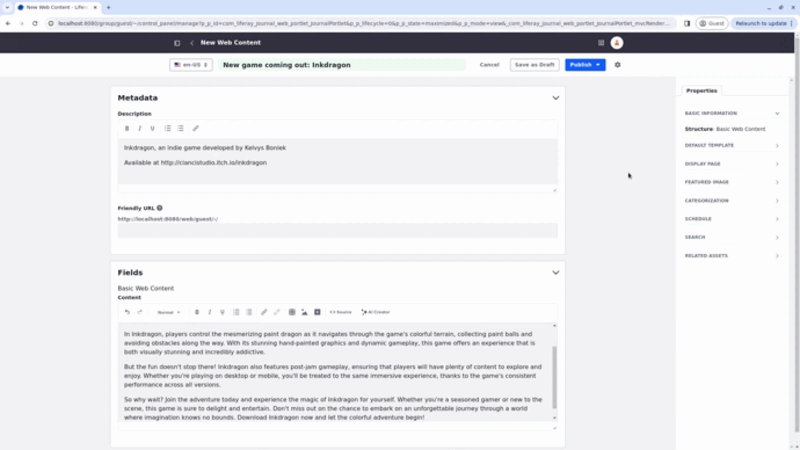 New Web Content - Liferay
localhost:8080/group/guest/~/control_panel/manage?p_p_id=com_liferay_journal_web_portlet_JournalPortlet&p_p_lifecycle=0&p_p_state=maximized&p_p_mode=view&_com_liferay_journal_web_portlet_JournalPortlet_mvcRender...
Guest
Relaunch to update
New Web Content
en-US
New game coming out: Inkdragon
Cancel
Save as Draft
Publish
Metadata
Description
B I U
Inkdragon, an indie game developed by Kelvys Boniek
Available at http://ciancistudio.itch.io/inkdragon
Friendly URL
http://localhost:8080/web/guest/-/
Fields
Basic Web Content
Content
Normal
B I U
Source
AI Creator
In Inkdragon, players control the mesmerizing paint dragon as it navigates through the game's colorful terrain, collecting paint balls and
avoiding obstacles along the way. With its stunning hand-painted graphics and dynamic gameplay, this game offers an experience that is
both visually stunning and incredibly addictive.
But the fun doesn't stop there! Inkdragon also features post-jam gameplay, ensuring that players will have plenty of content to explore and
enjoy. Whether you're playing on desktop or mobile, you'll be treated to the same immersive experience, thanks to the game's consistent
performance across all versions.
So why wait? Join the adventure today and experience the magic of Inkdragon for yourself. Whether you're a seasoned gamer or new to the
scene, this game is sure to delight and entertain. Don't miss out on the chance to embark on an unforgettable journey through a world
where imagination knows no bounds. Download Inkdragon now and let the colorful adventure begin!
Properties
BASIC INFORMATION
Structure: Basic Web Content
DEFAULT TEMPLATE
DISPLAY PAGE
FEATURED IMAGE
CATEGORIZATION
SCHEDULE
SEARCH
RELATED ASSETS